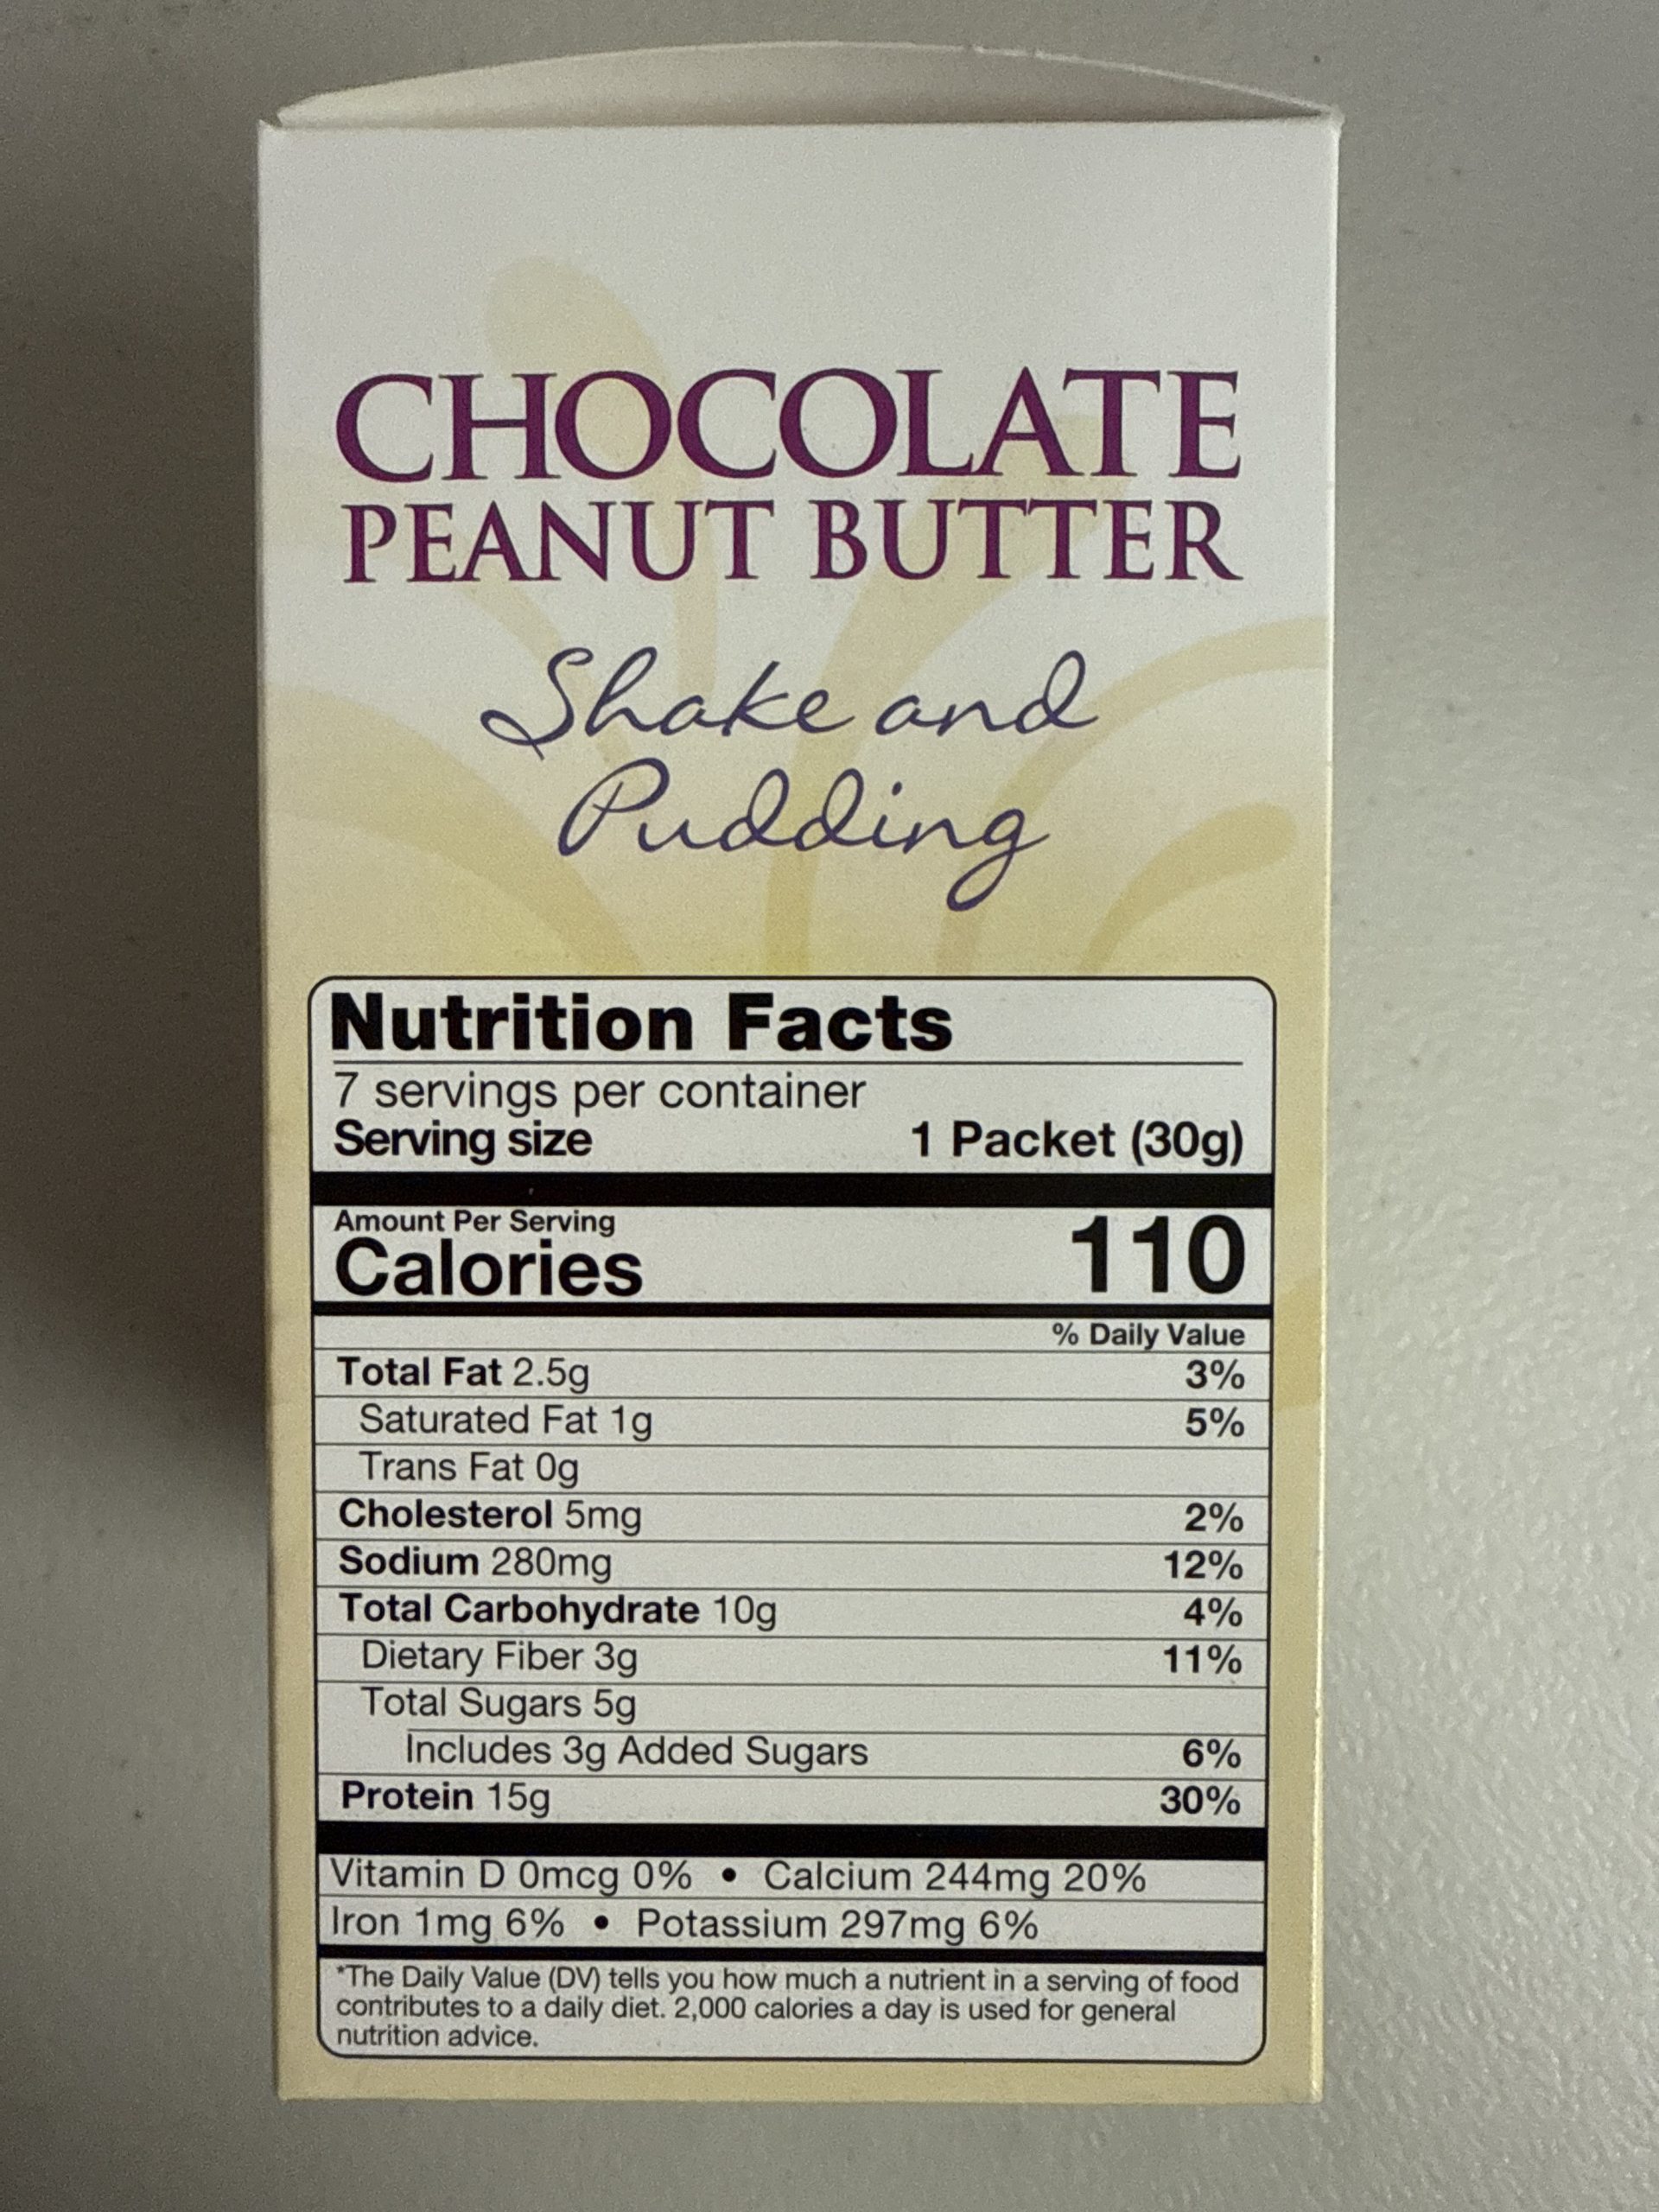 CHOCOLATE
PEANUT BUTTER
Shake and
Pudding
Nutrition Facts
7 servings per container
Serving size 1 Packet (30g)
Amount Per Serving
Calories 110
% Daily Value
Total Fat 2.5g 3%
Saturated Fat 1g 5%
Trans Fat 0g
Cholesterol 5mg 2%
Sodium 280mg 12%
Total Carbohydrate 10g 4%
Dietary Fiber 3g 11%
Total Sugars 5g
Includes 3g Added Sugars 6%
Protein 15g 30%
Vitamin D 0mcg 0% • Calcium 244mg 20%
Iron 1mg 6% • Potassium 297mg 6%
*The Daily Value (DV) tells you how much a nutrient in a serving of food
contributes to a daily diet. 2,000 calories a day is used for general
nutrition advice.